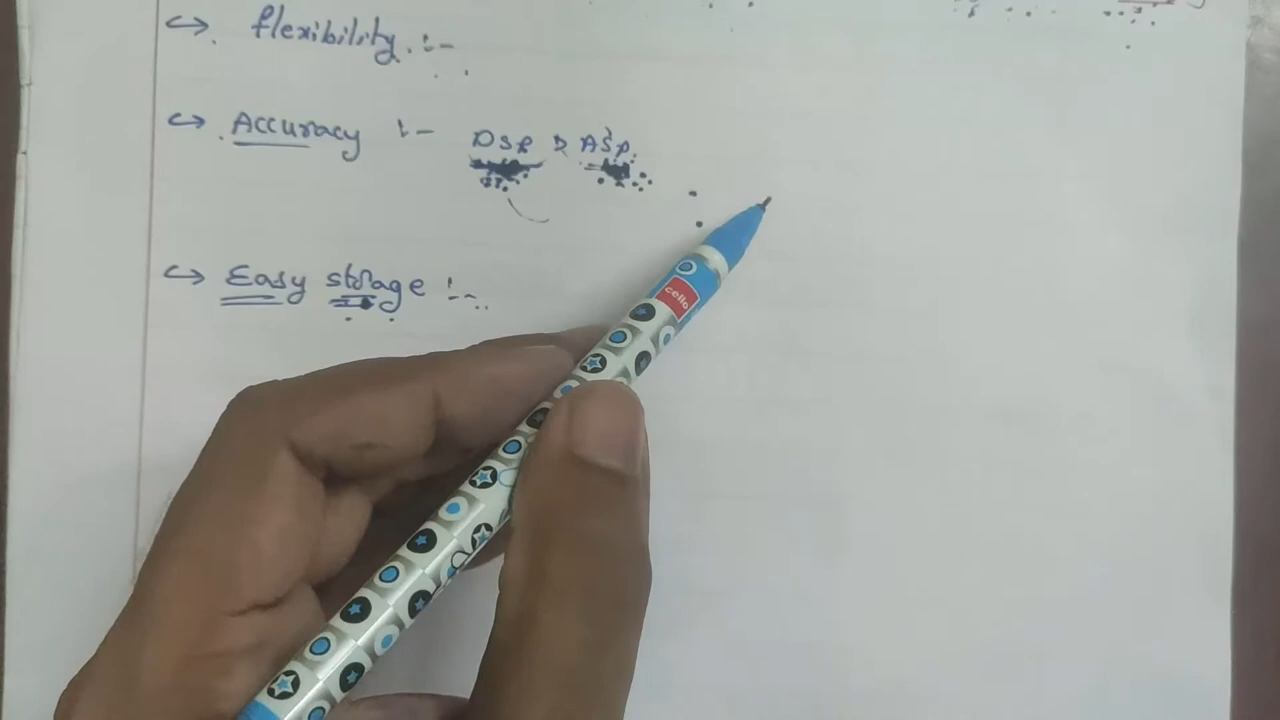 ↪ flexibility :-
↪ Accuracy :- DSP > ASP.
↪ Easy storage :-
cello